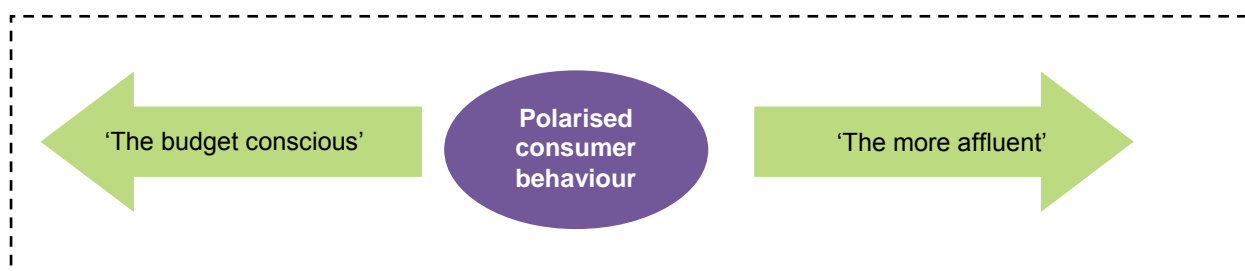 ‘The budget conscious’
Polarised
consumer
behaviour
‘The more affluent’